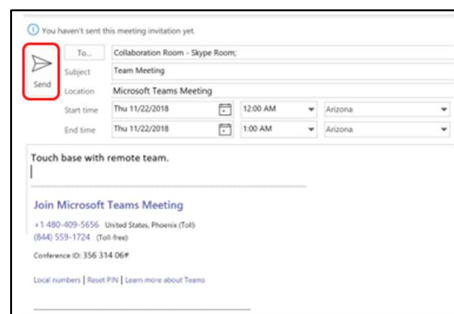 You haven't sent this meeting invitation yet.
To... Collaboration Room - Skype Room;
Send
Subject Team Meeting
Location Microsoft Teams Meeting
Start time Thu 11/22/2018 12:00 AM Arizona
End time Thu 11/22/2018 1:00 AM Arizona
Touch base with remote team.
Join Microsoft Teams Meeting
+1 480-409-5656 United States, Phoenix (Toll)
(844) 559-1724 (Toll-free)
Conference ID: 356 314 06#
Local numbers | Reset PIN | Learn more about Teams